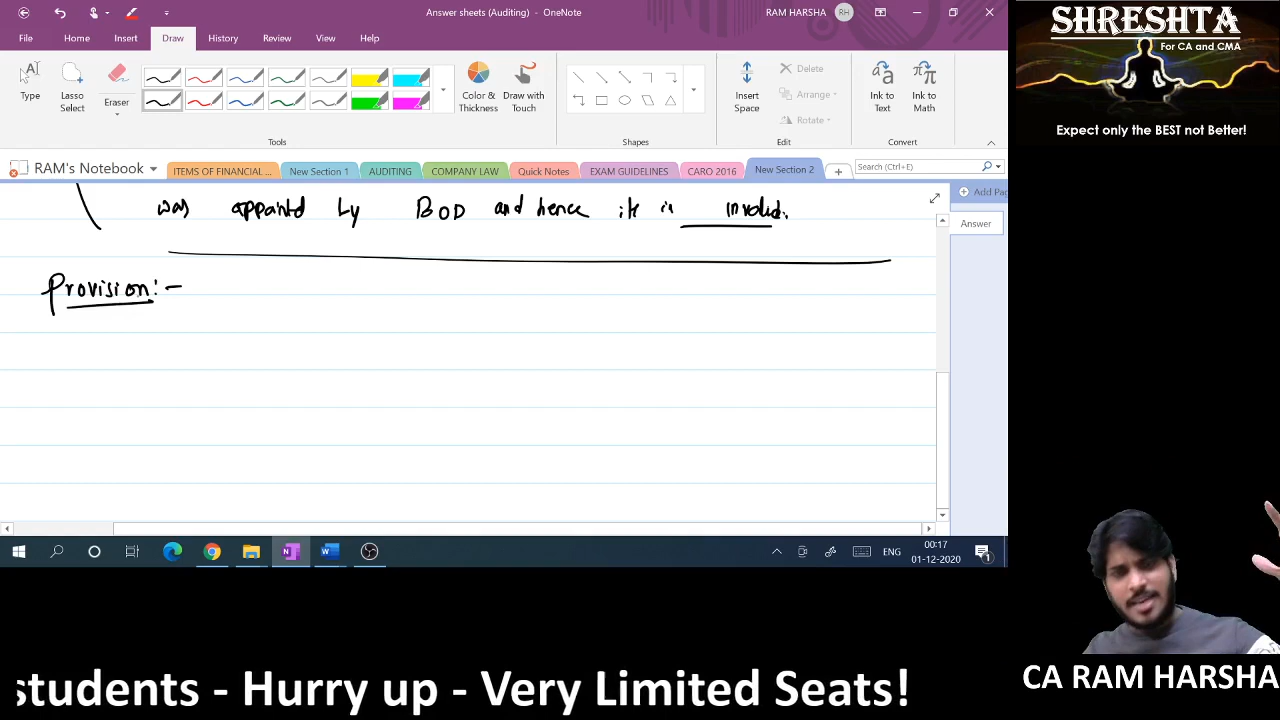 Answer sheets (Auditing) - OneNote
RAM HARSHA
RH
File
Home
Insert
Draw
History
Review
View
Help
Type
Lasso
Select
Eraser
Color &
Thickness
Draw with
Touch
Insert
Space
Delete
Arrange
Rotate
Ink to
Text
Ink to
Math
Tools
Shapes
Edit
Convert
RAM's Notebook
ITEMS OF FINANCIAL ...
New Section 1
AUDITING
COMPANY LAW
Quick Notes
EXAM GUIDELINES
CARO 2016
New Section 2
Search (Ctrl+E)
Add Pag
Answer
was appointed by BOD and hence it is invalid.
Provision:-
ENG
00:17
01-12-2020
1
SHRESHTA
For CA and CMA
Expect only the BEST not Better!
students - Hurry up - Very Limited Seats!
CA RAM HARSHA